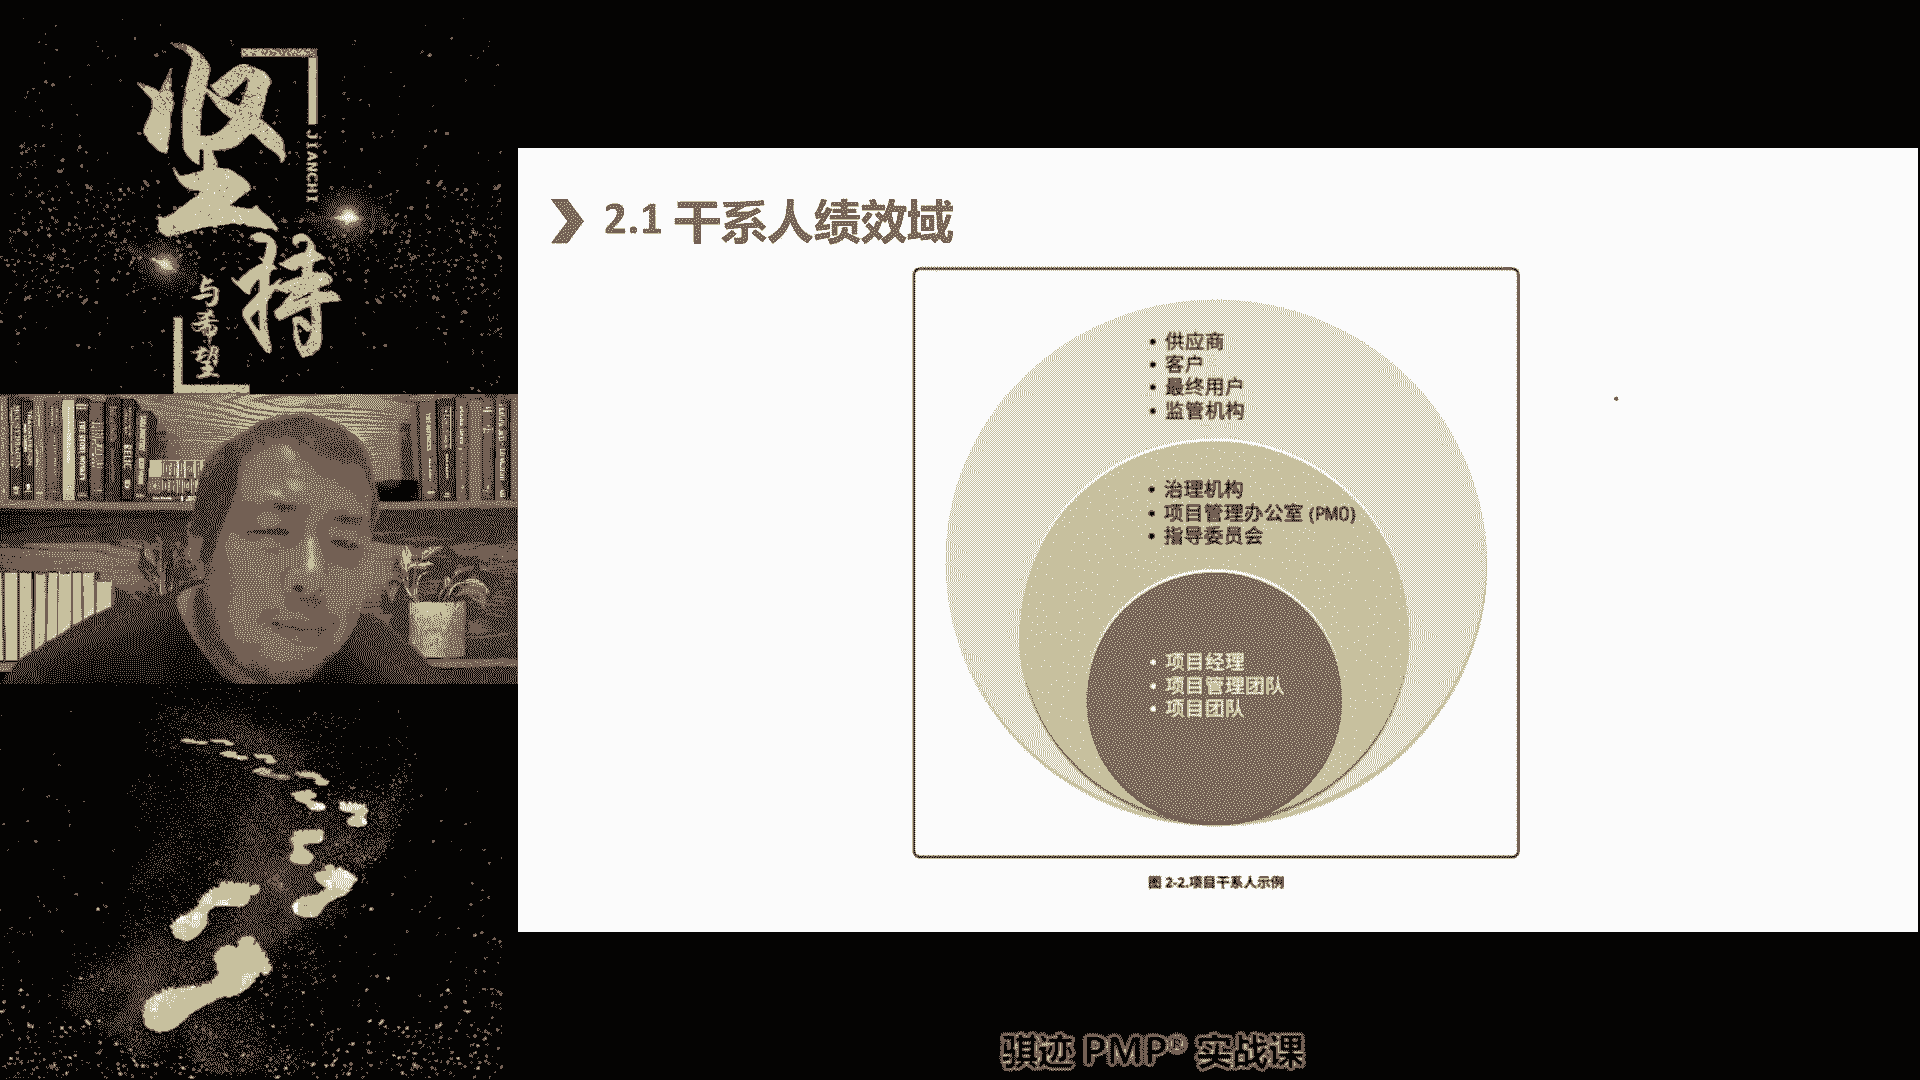 坚持
JIANCHI
与希望
2.1 干系人绩效域
• 供应商
• 客户
• 最终用户
• 监管机构
• 治理机构
• 项目管理办公室 (PMO)
• 指导委员会
• 项目经理
• 项目管理团队
• 项目团队
图 2-2.项目干系人示例
骐迹 PMP® 实战课